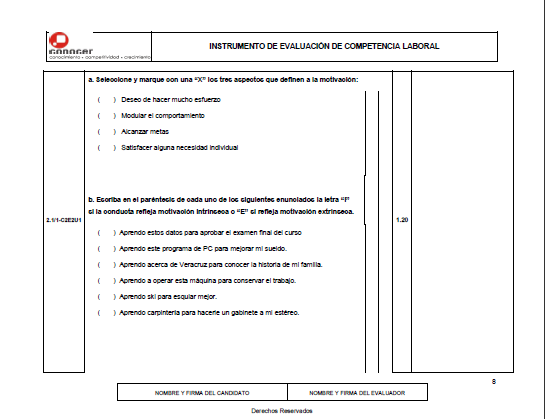 conocer
conocimiento • competitividad • crecimiento
INSTRUMENTO DE EVALUACIÓN DE COMPETENCIA LABORAL
a. Seleccione y marque con una "X" los tres aspectos que definen a la motivación:
( ) Deseo de hacer mucho esfuerzo
( ) Modular el comportamiento
( ) Alcanzar metas
( ) Satisfacer alguna necesidad individual
b. Escriba en el paréntesis de cada uno de los siguientes enunciados la letra "I"
si la conducta refleja motivación intrínseca o "E" si refleja motivación extrínseca.
2.1/1-C2E2U1
1.20
( ) Aprendo estos datos para aprobar el examen final del curso
( ) Aprendo este programa de PC para mejorar mi sueldo.
( ) Aprendo acerca de Veracruz para conocer la historia de mi familia.
( ) Aprendo a operar esta máquina para conservar el trabajo.
( ) Aprendo ski para esquiar mejor.
( ) Aprendo carpintería para hacerle un gabinete a mi estéreo.
8
NOMBRE Y FIRMA DEL CANDIDATO
NOMBRE Y FIRMA DEL EVALUADOR
Derechos Reservados